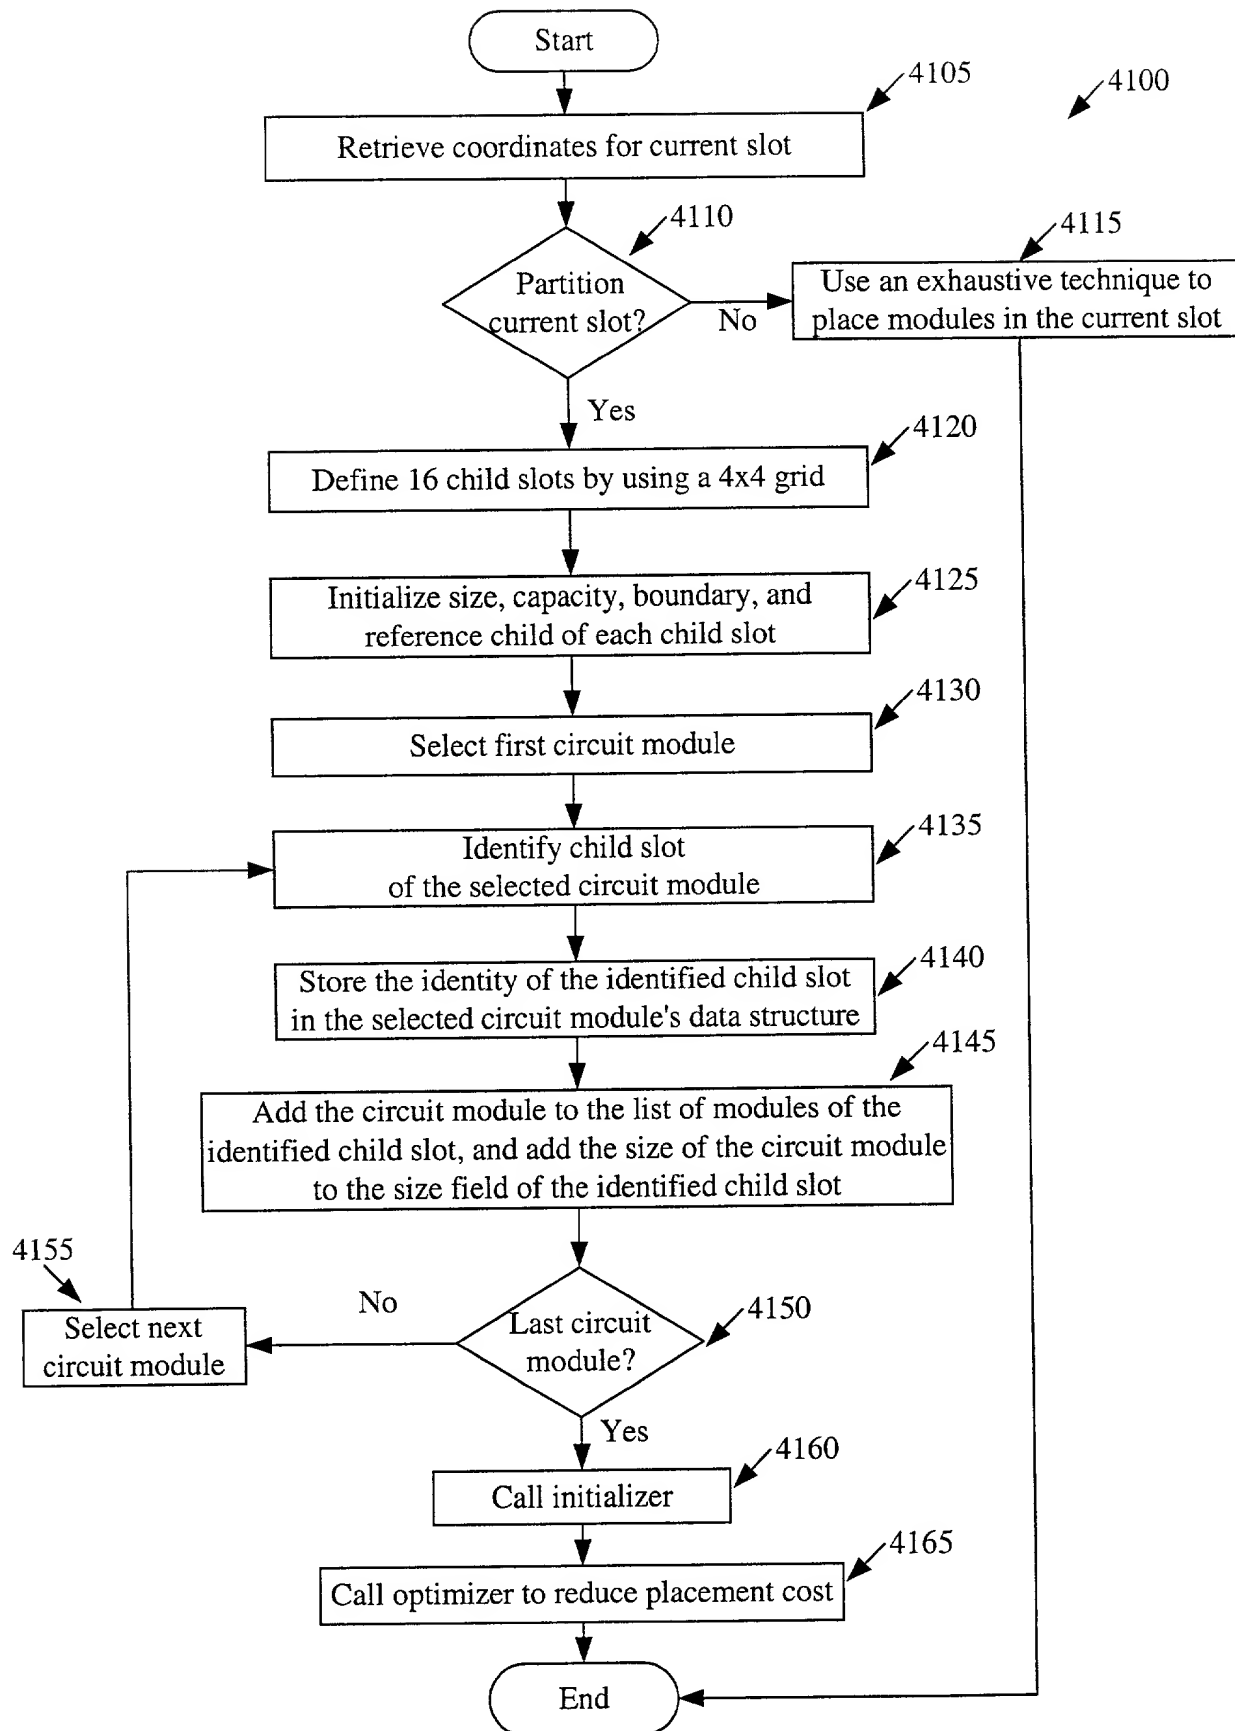 Start
4105
4100
Retrieve coordinates for current slot
4110
4115
Partition
current slot?
No
Use an exhaustive technique to
place modules in the current slot
Yes
4120
Define 16 child slots by using a 4x4 grid
4125
Initialize size, capacity, boundary, and
reference child of each child slot
4130
Select first circuit module
4135
Identify child slot
of the selected circuit module
4140
Store the identity of the identified child slot
in the selected circuit module's data structure
4145
Add the circuit module to the list of modules of the
identified child slot, and add the size of the circuit module
to the size field of the identified child slot
4155
No
4150
Select next
circuit module
Last circuit
module?
Yes
4160
Call initializer
4165
Call optimizer to reduce placement cost
End